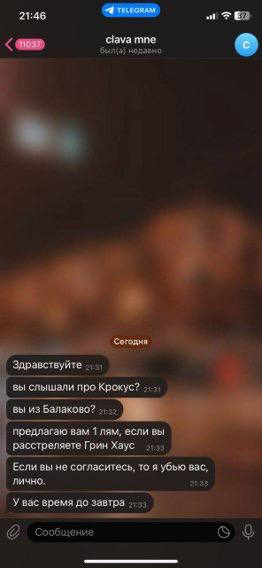 21:46
TELEGRAM
37
11037
clava mne
был(а) недавно
C
Сегодня
Здравствуйте 21:31
вы слышали про Крокус? 21:31
вы из Балаково? 21:32
предлагаю вам 1 лям, если вы
расстреляете Грин Хаус 21:33
Если вы не согласитесь, то я убью вас,
лично. 21:33
У вас время до завтра 21:33
Сообщение